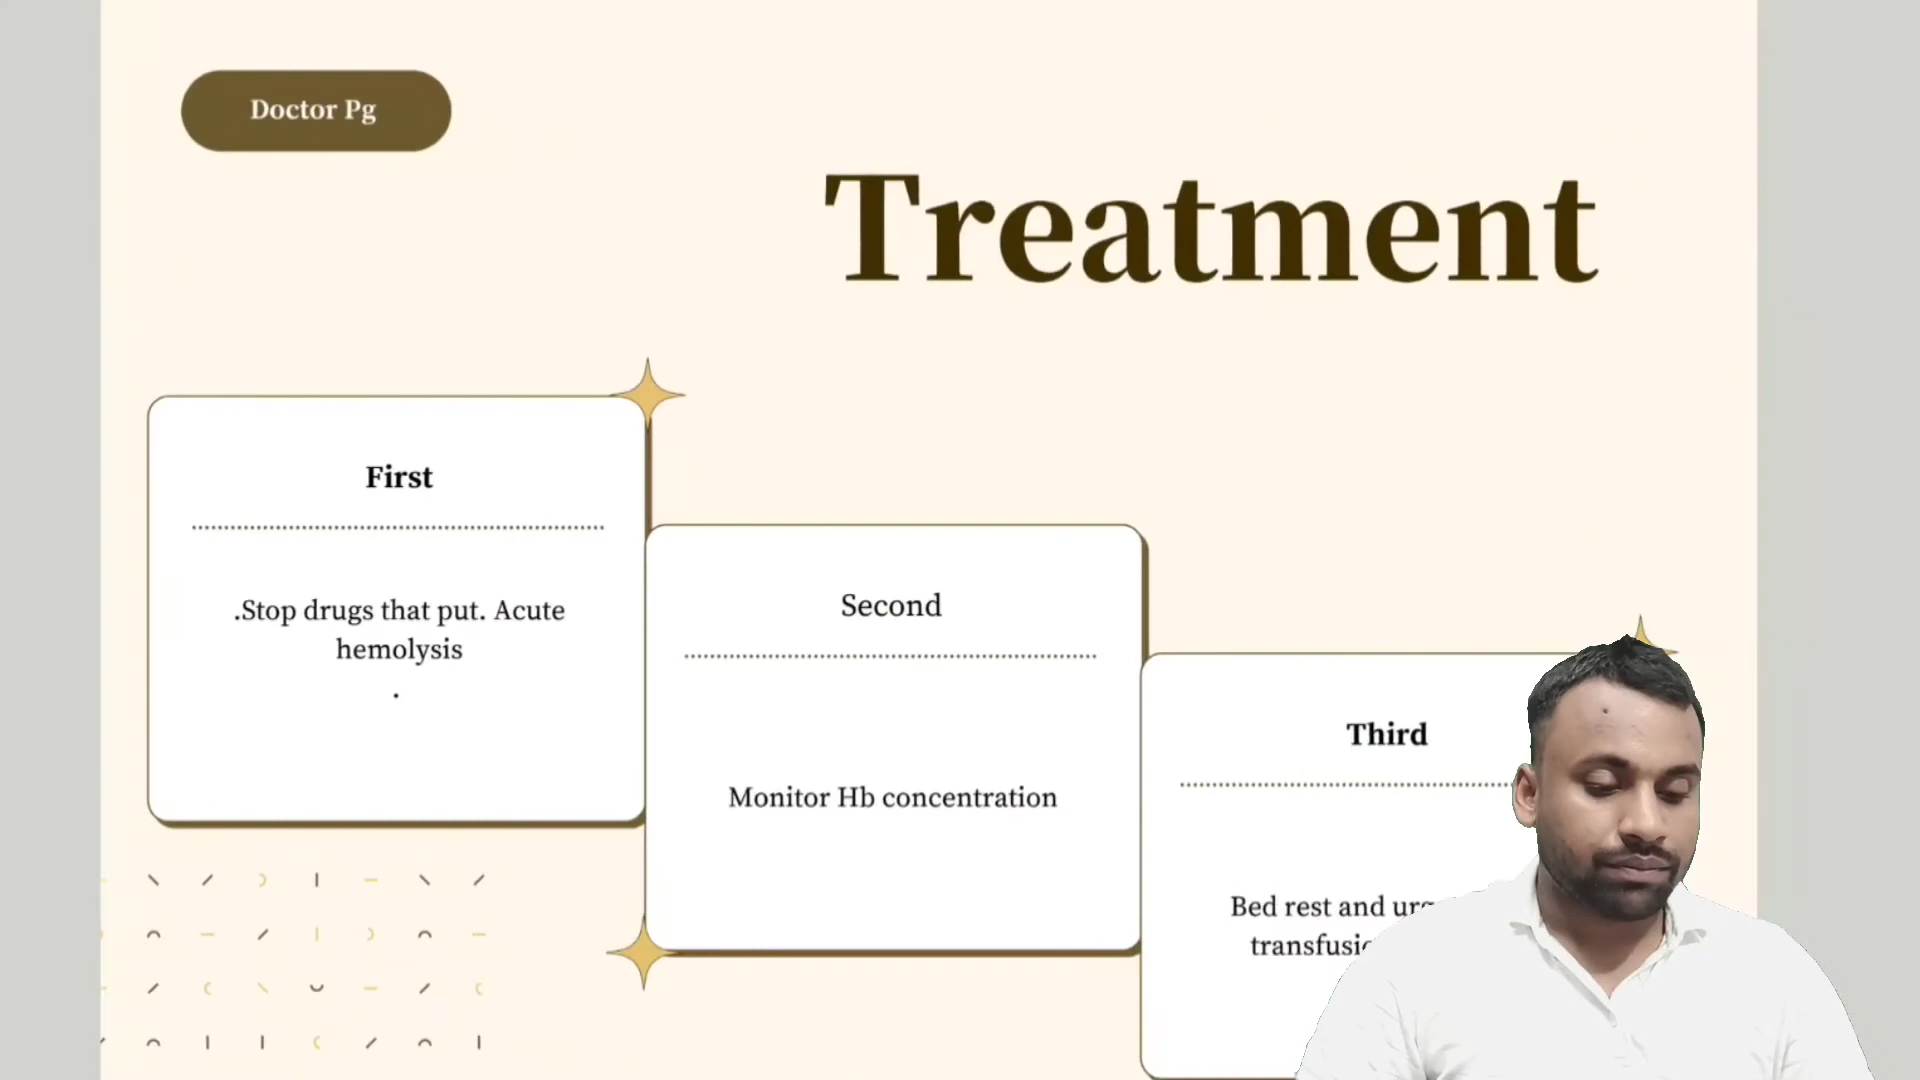 Doctor Pg
Treatment
First
.Stop drugs that put. Acute
hemolysis
.
Second
Monitor Hb concentration
Third
Bed rest and